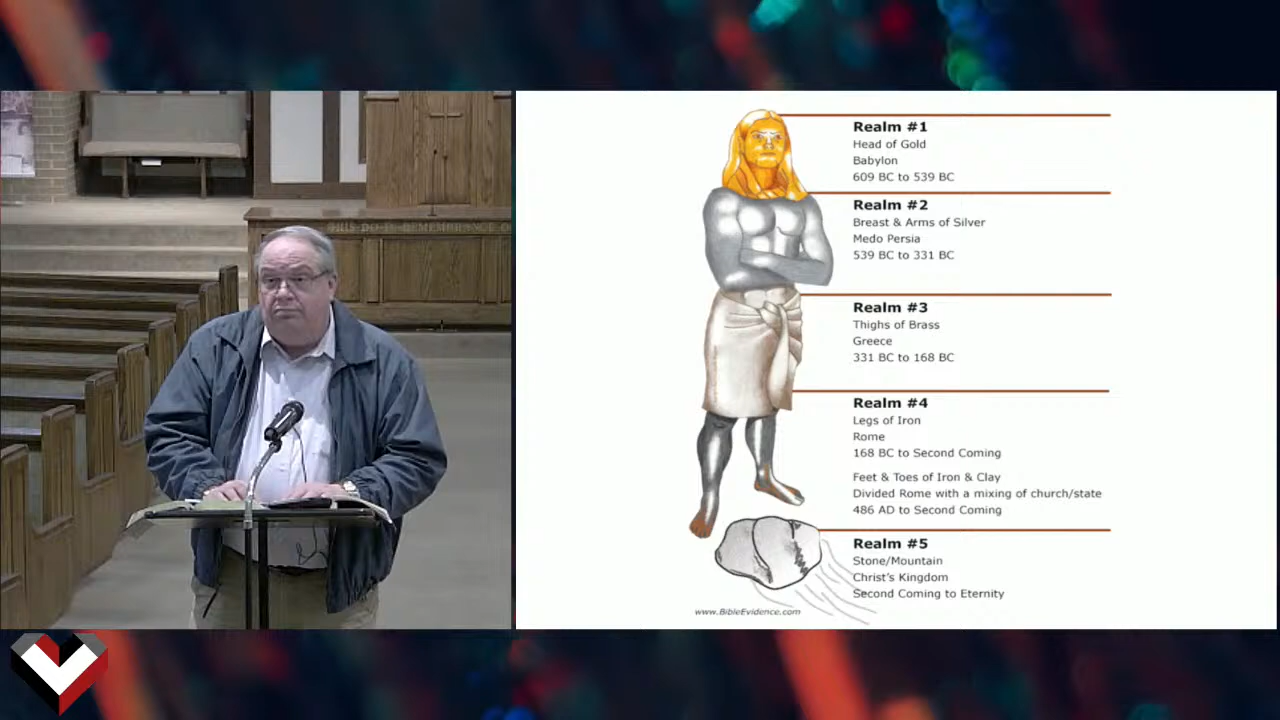 THIS DO IN REMEMBRANCE O
Realm #1
Head of Gold
Babylon
609 BC to 539 BC
Realm #2
Breast & Arms of Silver
Medo Persia
539 BC to 331 BC
Realm #3
Thighs of Brass
Greece
331 BC to 168 BC
Realm #4
Legs of Iron
Rome
168 BC to Second Coming
Feet & Toes of Iron & Clay
Divided Rome with a mixing of church/state
486 AD to Second Coming
Realm #5
Stone/Mountain
Christ's Kingdom
Second Coming to Eternity
www.BibleEvidence.com